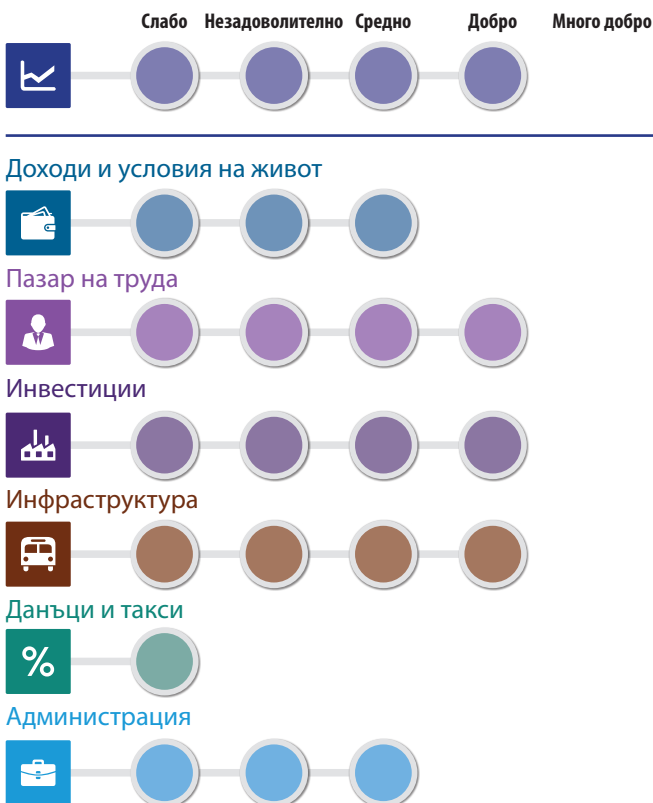 Слабо Незадоволително Средно Добро Много добро
Доходи и условия на живот
Пазар на труда
Инвестиции
Инфраструктура
Данъци и такси
%
Администрация